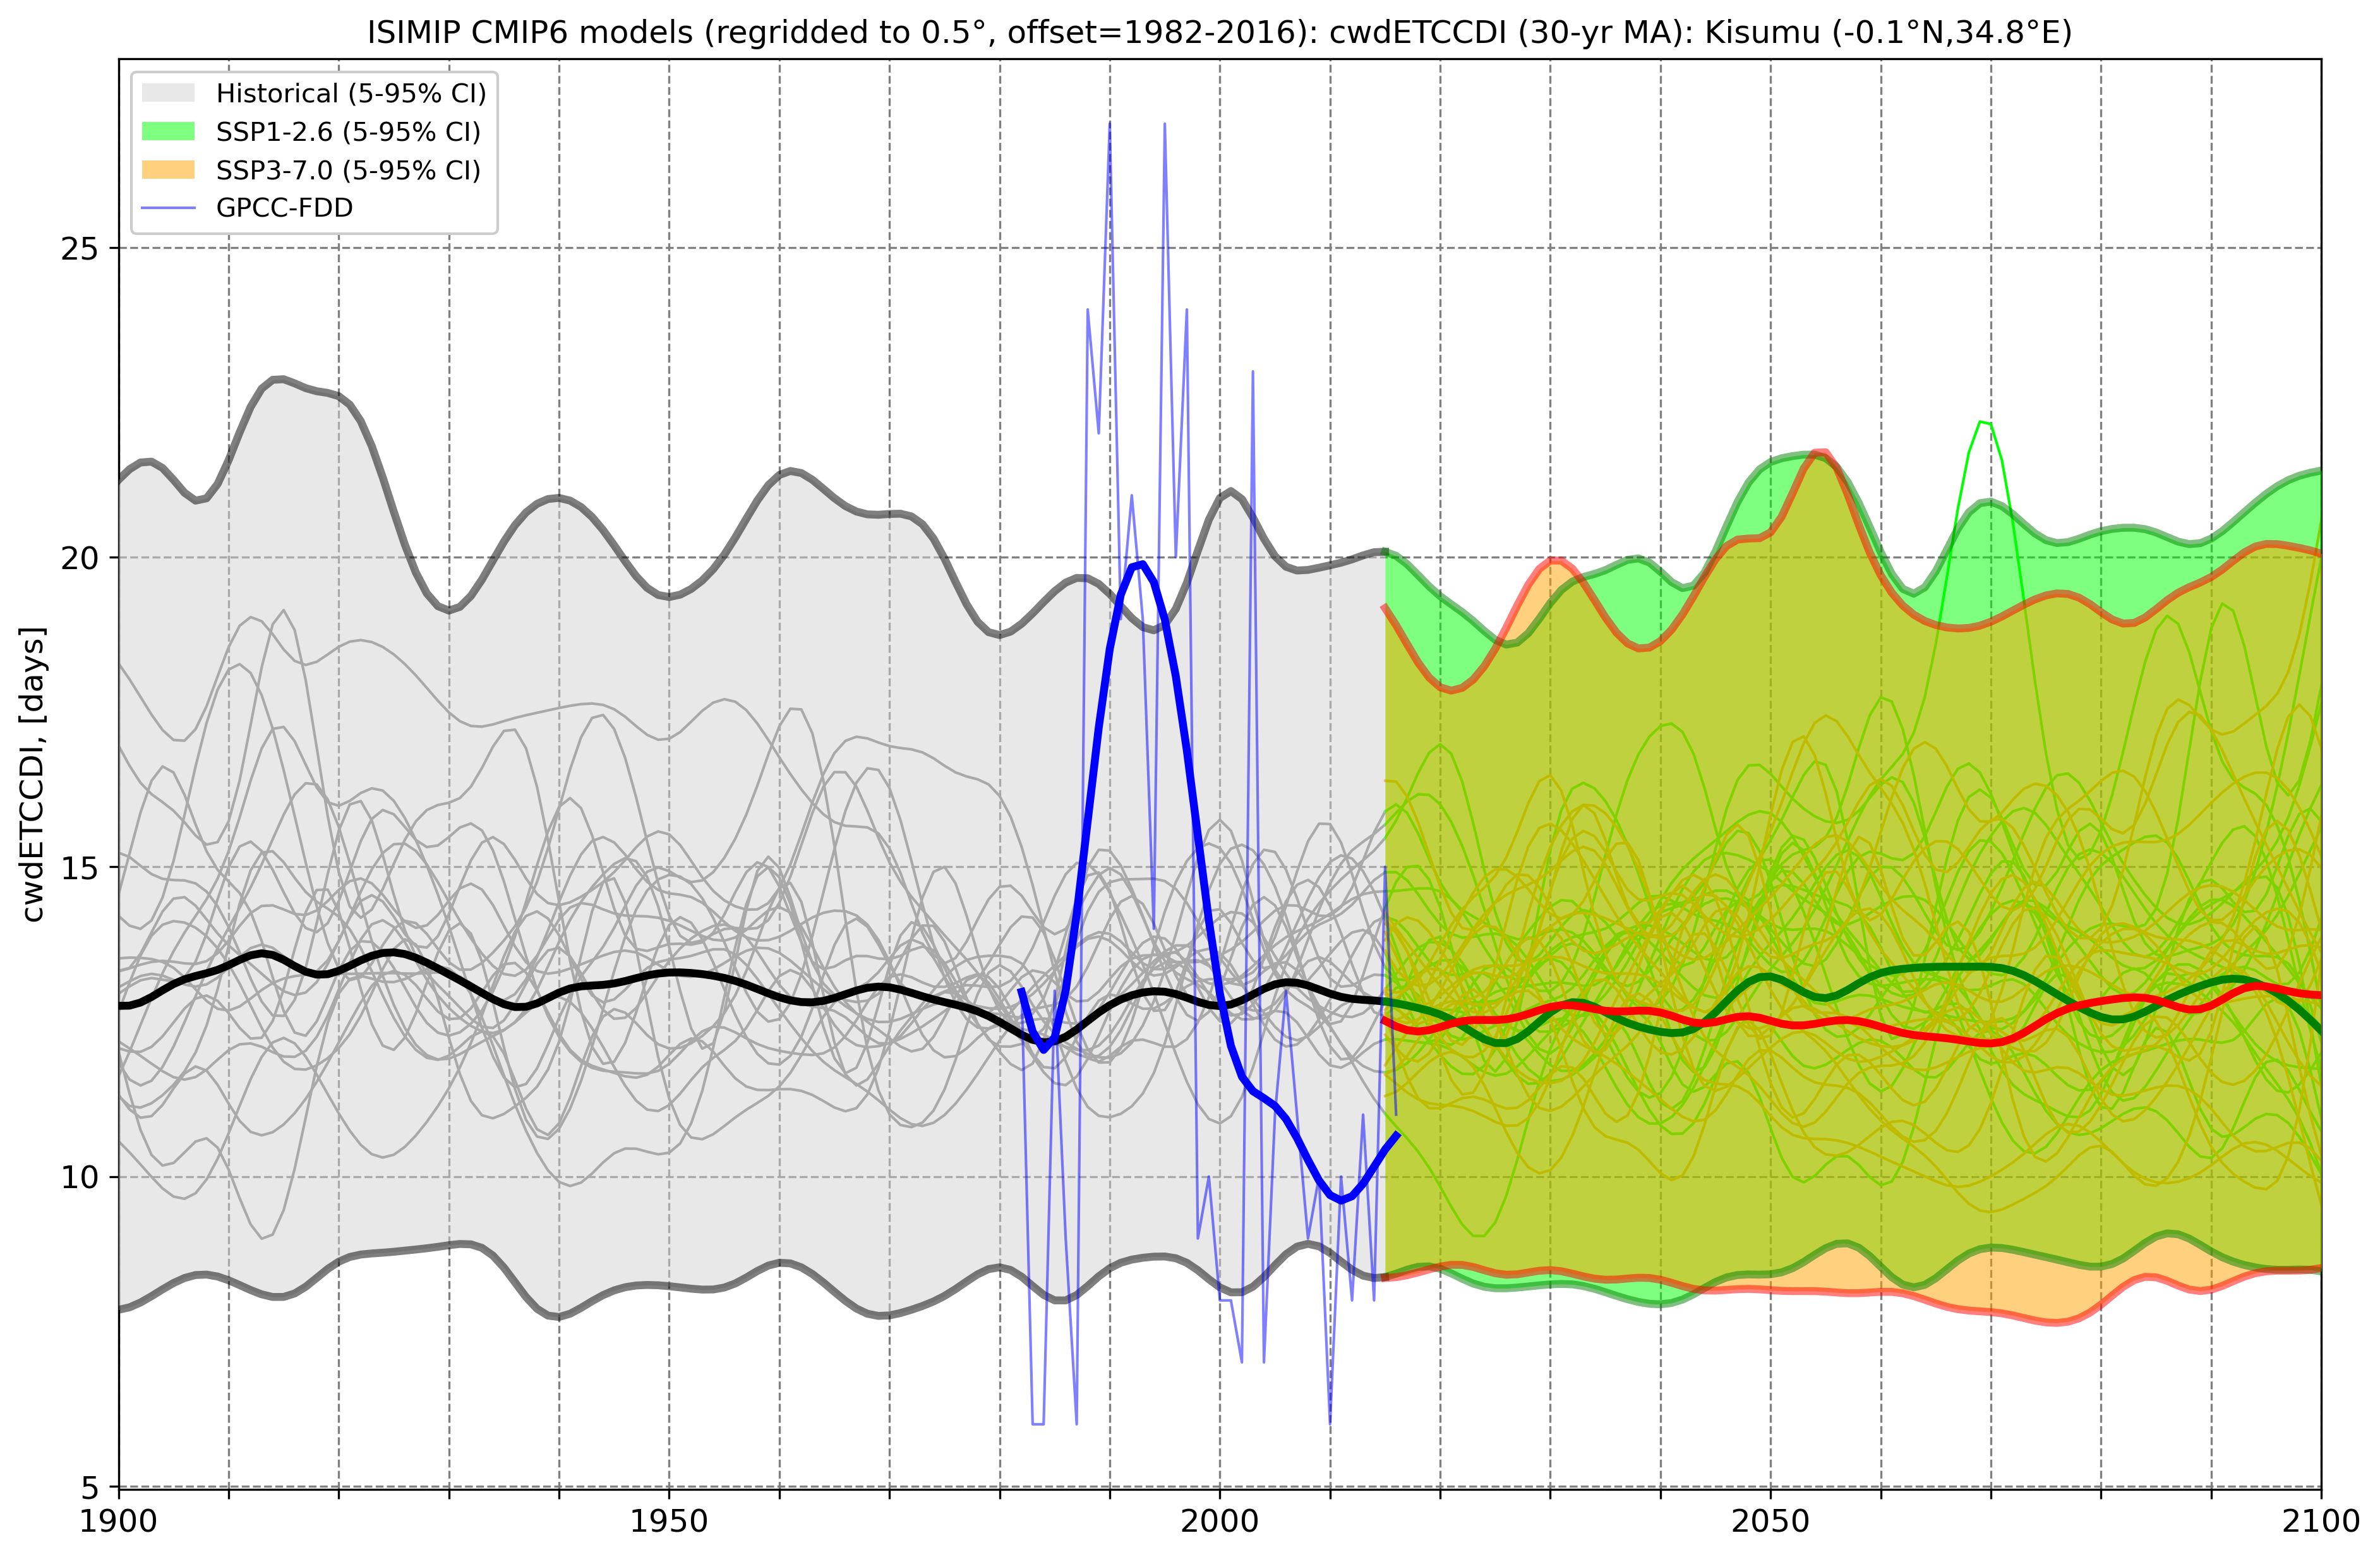 ISIMIP CMIP6 models (regridded to 0.5°, offset=1982-2016): cwdETCCDI (30-yr MA): Kisumu (-0.1°N,34.8°E)
Historical (5-95% CI)
SSP1-2.6 (5-95% CI)
SSP3-7.0 (5-95% CI)
GPCC-FDD
cwdETCCDI, [days]
25
20
15
10
5
1900
1950
2000
2050
2100